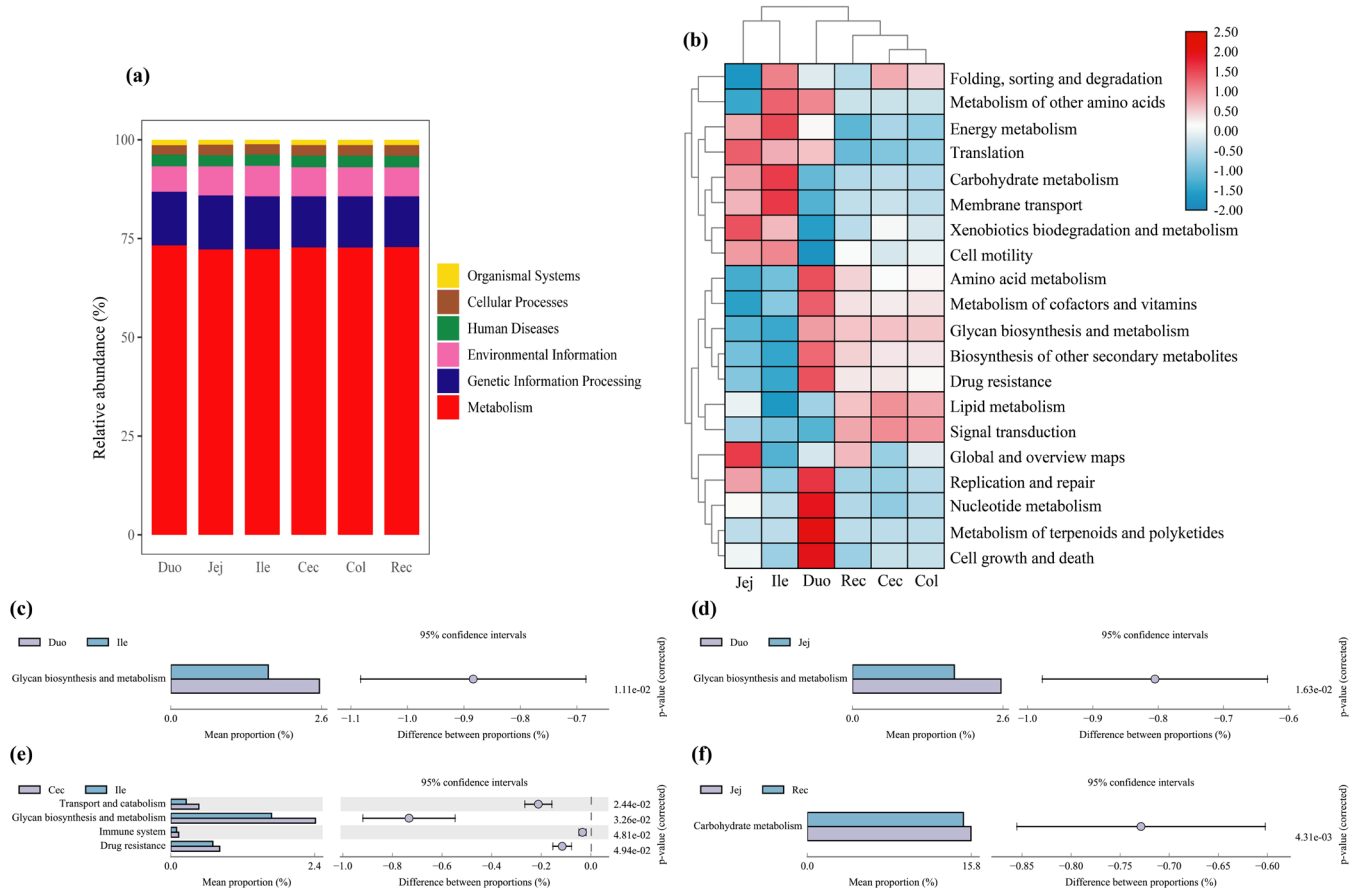 (a)
Relative abundance (%)
100
75
50
25
0
Duo Jej Ile Cec Col Rec
Organismal Systems
Cellular Processes
Human Diseases
Environmental Information
Genetic Information Processing
Metabolism
(b)
2.50
2.00
1.50
1.00
0.50
0.00
-0.50
-1.00
-1.50
-2.00
Folding, sorting and degradation
Metabolism of other amino acids
Energy metabolism
Translation
Carbohydrate metabolism
Membrane transport
Xenobiotics biodegradation and metabolism
Cell motility
Amino acid metabolism
Metabolism of cofactors and vitamins
Glycan biosynthesis and metabolism
Biosynthesis of other secondary metabolites
Drug resistance
Lipid metabolism
Signal transduction
Global and overview maps
Replication and repair
Nucleotide metabolism
Metabolism of terpenoids and polyketides
Cell growth and death
Jej Ile Duo Rec Cec Col
(c)
Duo Ile
95% confidence intervals
Glycan biosynthesis and metabolism
1.11e-02
p-value (corrected)
0.0 2.6
−1.1 −1.0 −0.9 −0.8 −0.7
Mean proportion (%)
Difference between proportions (%)
(d)
Duo Jej
95% confidence intervals
Glycan biosynthesis and metabolism
1.63e-02
p-value (corrected)
0.0 2.6
−1.0 −0.9 −0.8 −0.7 −0.6
Mean proportion (%)
Difference between proportions (%)
(e)
Cec Ile
95% confidence intervals
Transport and catabolism
2.44e-02
Glycan biosynthesis and metabolism
3.26e-02
Immune system
4.81e-02
Drug resistance
4.94e-02
p-value (corrected)
0.0 2.4
−1.0 −0.8 −0.6 −0.4 −0.2 0.0
Mean proportion (%)
Difference between proportions (%)
(f)
Jej Rec
95% confidence intervals
Carbohydrate metabolism
4.31e-03
p-value (corrected)
0.0 15.8
−0.85 −0.80 −0.75 −0.70 −0.65 −0.60
Mean proportion (%)
Difference between proportions (%)